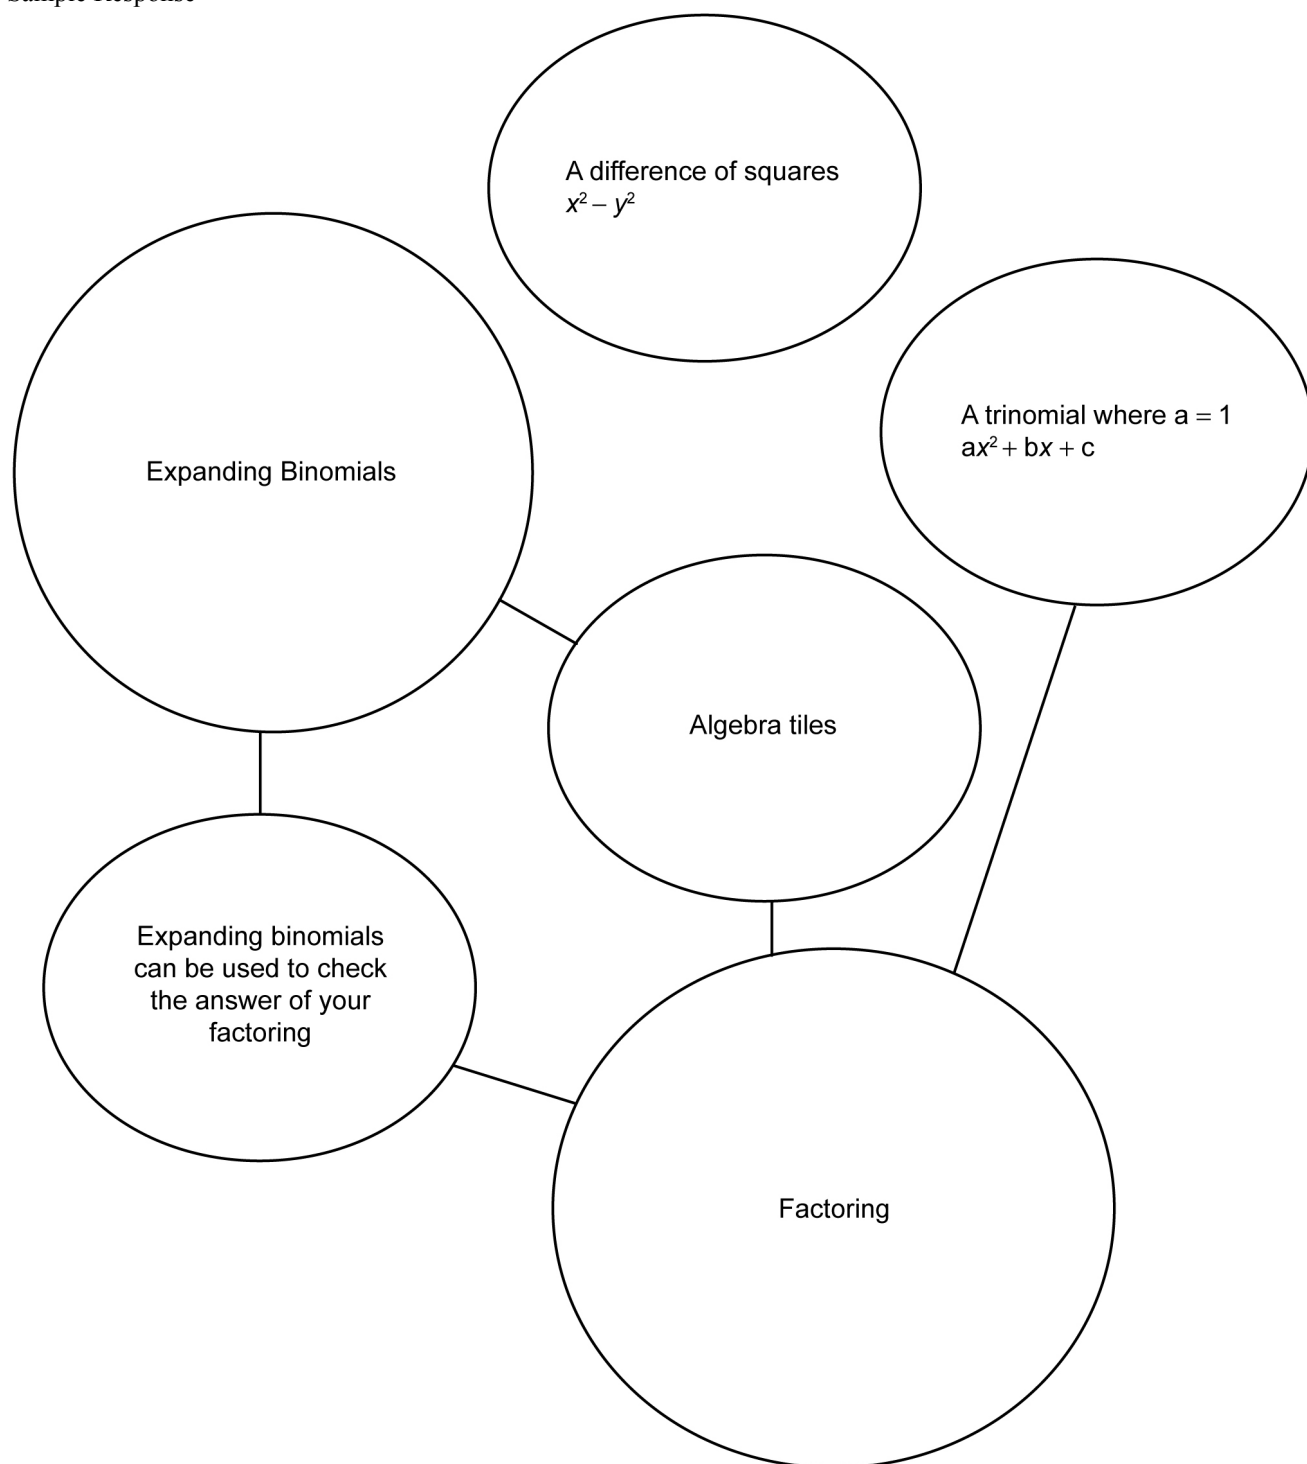 Sample Response
A difference of squares
x² – y²
A trinomial where a = 1
ax² + bx + c
Expanding Binomials
Algebra tiles
Expanding binomials
can be used to check
the answer of your
factoring
Factoring